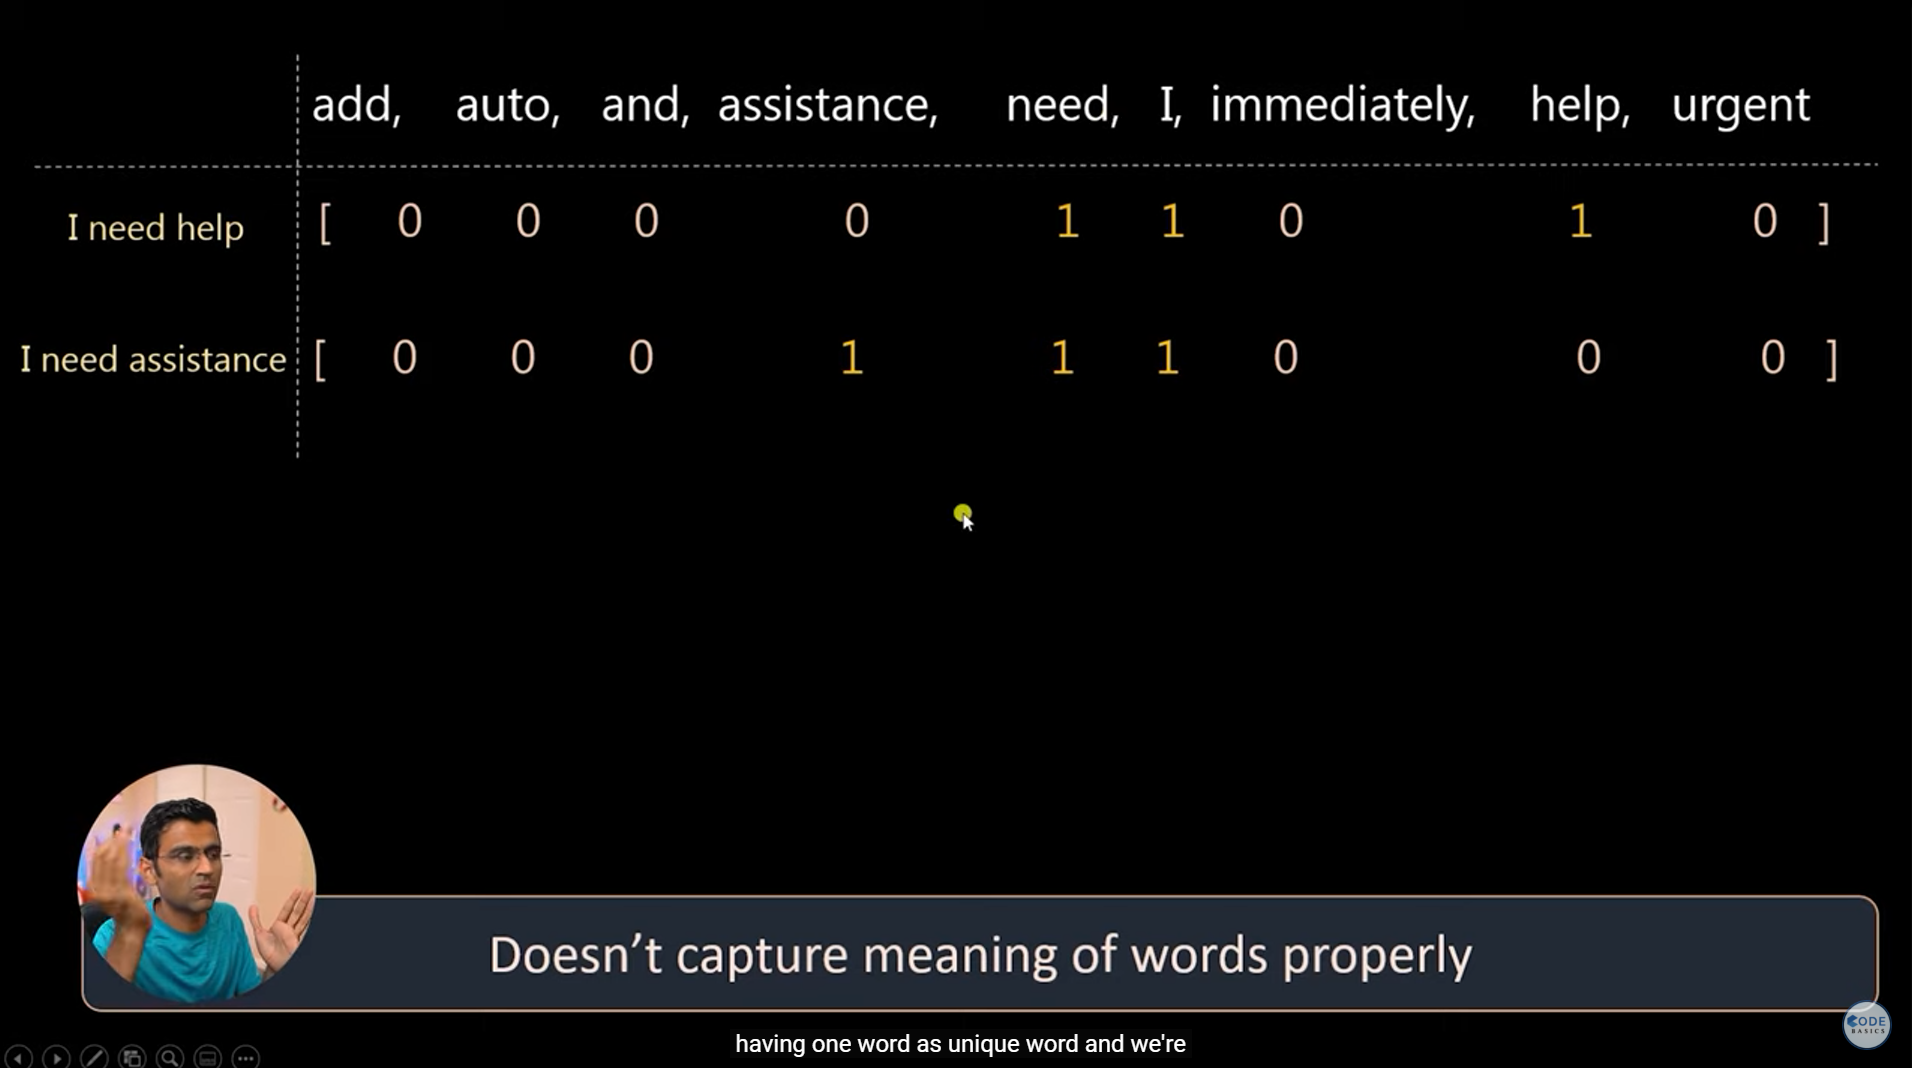 add, auto, and, assistance, need, I, immediately, help, urgent
I need help [ 0 0 0 0 1 1 0 1 0 ]
I need assistance [ 0 0 0 1 1 1 0 0 0 ]
Doesn’t capture meaning of words properly
CODE
BASICS
having one word as unique word and we're